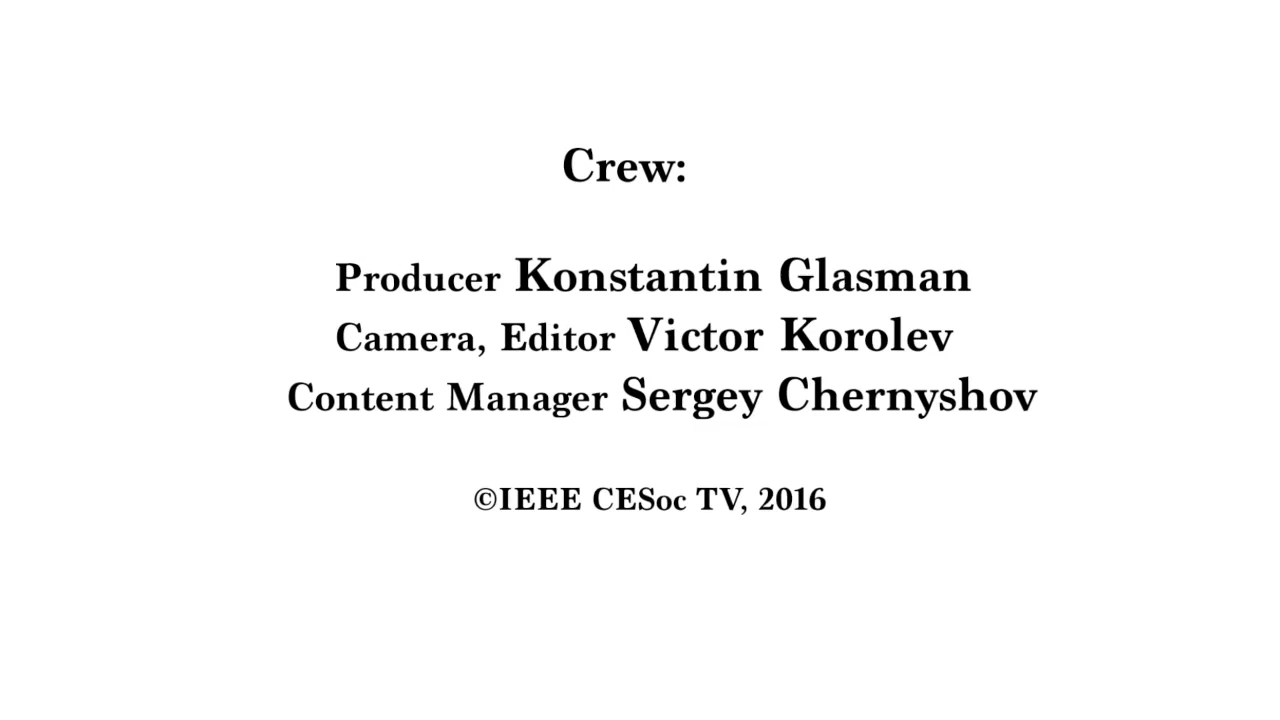 Crew:
Producer Konstantin Glasman
Camera, Editor Victor Korolev
Content Manager Sergey Chernyshov
©IEEE CESoc TV, 2016